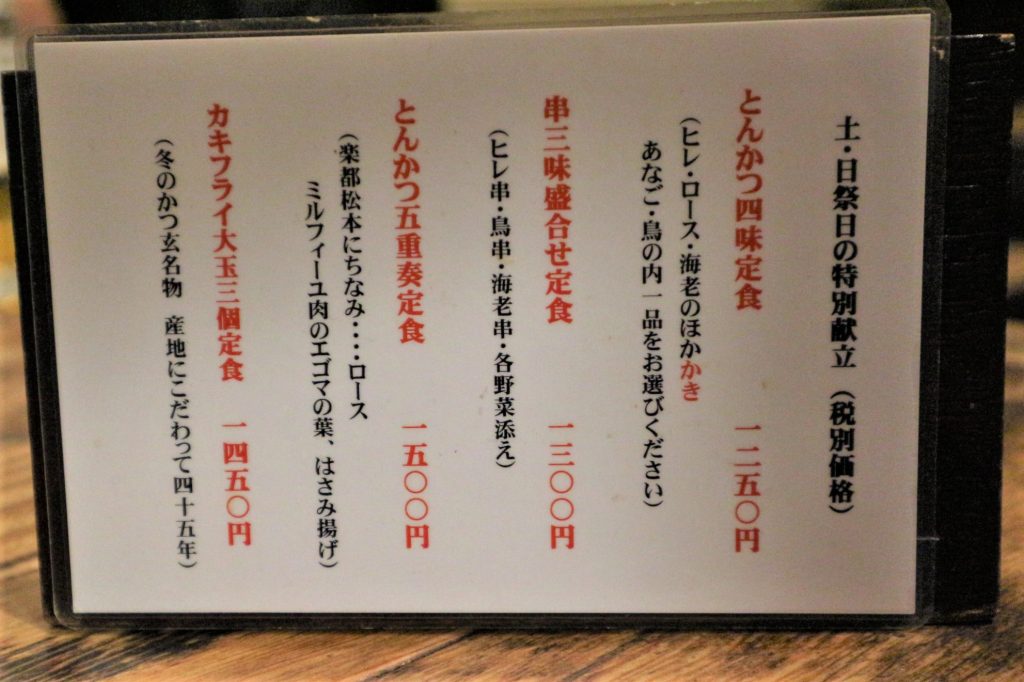 土・日祭日の特別献立 （税別価格）
とんかつ四味定食 一二五〇円
（ヒレ・ロース・海老のほかかき
あなご・鳥の内一品をお選びください）
串三味盛合せ定食 一三〇〇円
（ヒレ串・鳥串・海老串・各野菜添え）
とんかつ五重奏定食 一五〇〇円
（楽都松本にちなみ・・・ロース
ミルフィーユ肉のエゴマの葉、はさみ揚げ）
カキフライ大玉三個定食 一四五〇円
（冬のかつ玄名物 産地にこだわって四十五年）